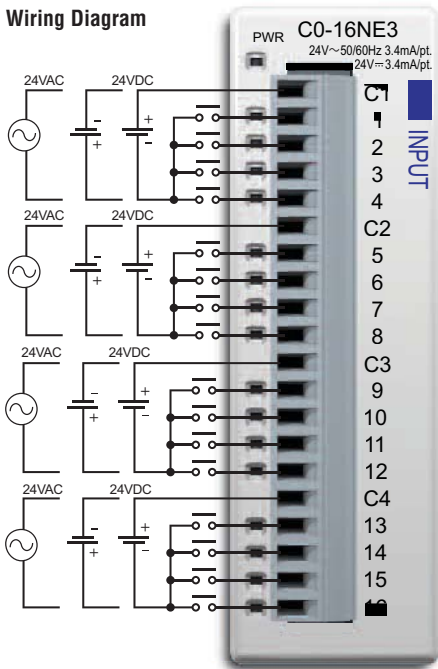 Wiring Diagram
PWR C0-16NE3
24V∼50/60Hz 3.4mA/pt.
24V⎓3.4mA/pt.
INPUT
24VAC 24VDC
- +
+ -
C1
1
2
3
4
24VAC 24VDC
- +
+ -
C2
5
6
7
8
24VAC 24VDC
- +
+ -
C3
9
10
11
12
24VAC 24VDC
- +
+ -
C4
13
14
15